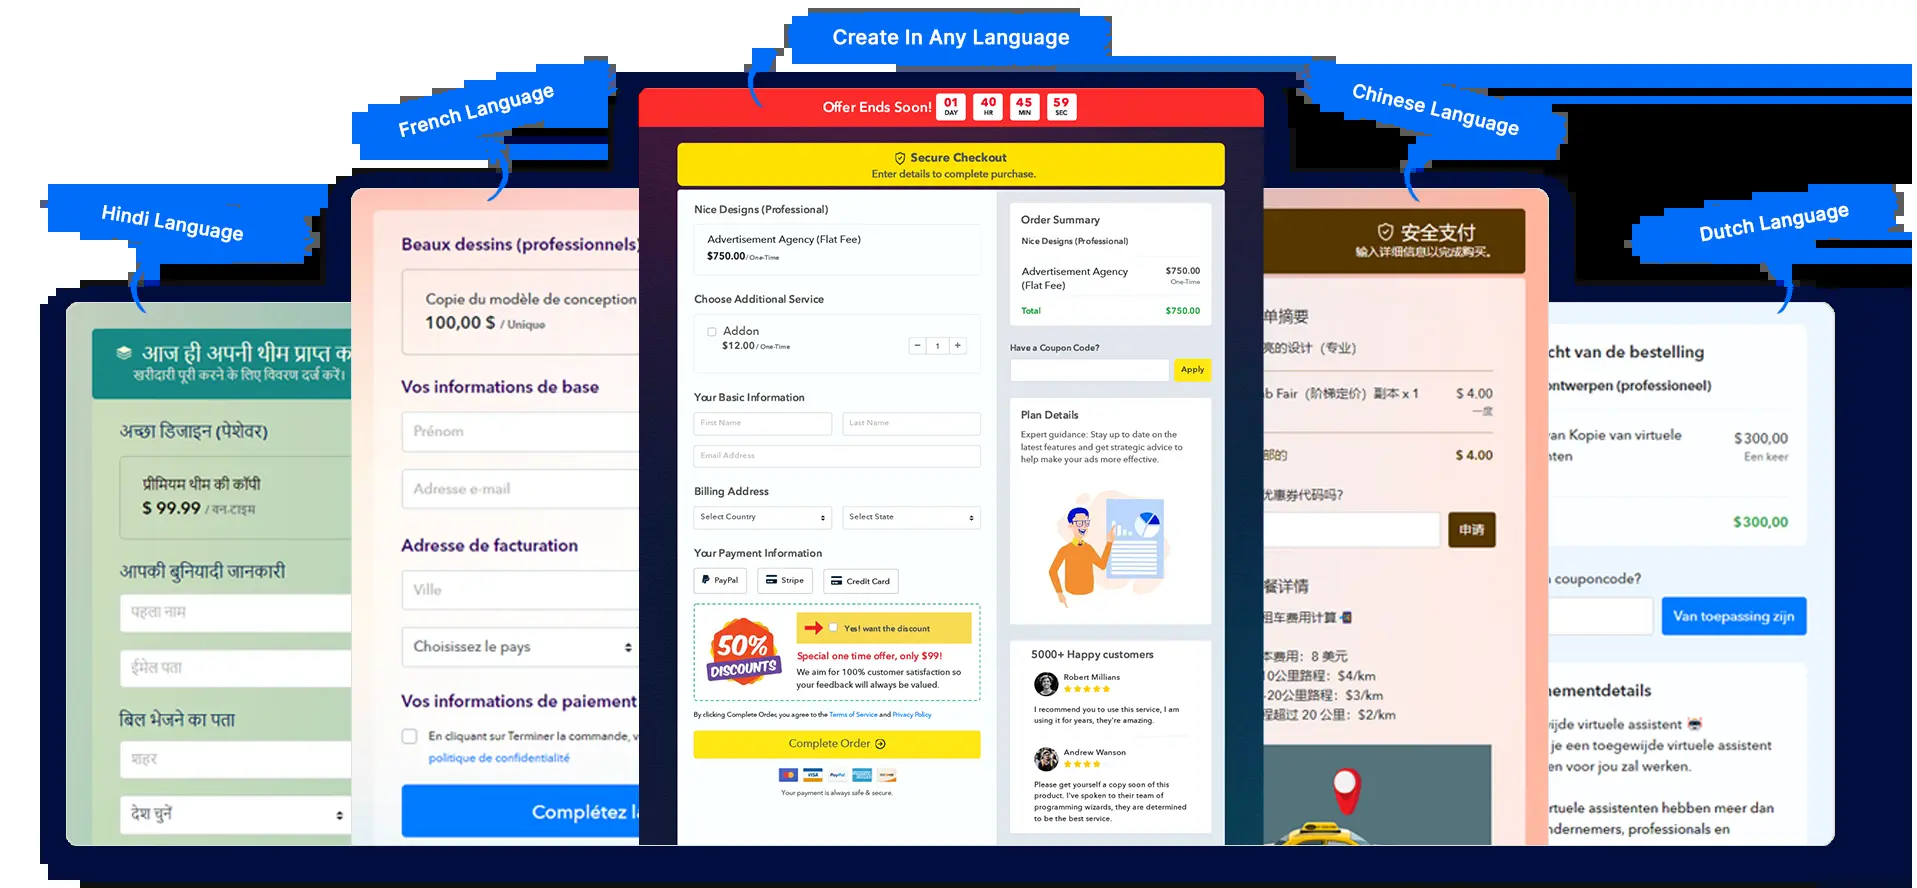 Create In Any Language
French Language
Chinese Language
Hindi Language
Dutch Language
आज ही अपनी थीम प्राप्त
खरीदारी पूरी करने के लिए विवरण दर्ज करें।
अच्छा डिजाइन (पेशेवर)
प्रीमियम थीम की कॉपी
$ 99.99 / वन-टाइम
आपकी बुनियादी जानकारी
पहला नाम
ईमेल पता
बिल भेजने का पता
शहर
देश चुनें
Beaux dessins (professionnels)
Copie du modèle de conception
100,00 $ / Unique
Vos informations de base
Prénom
Adresse e-mail
Adresse de facturation
Ville
Choisissez le pays
Vos informations de paiement
En cliquant sur Terminer la commande,
politique de confidentialité
Complétez
Offer Ends Soon! 01 40 45 59
DAY HR MIN SEC
Secure Checkout
Enter details to complete purchase.
Nice Designs (Professional)
Advertisement Agency (Flat Fee)
$750.00/ One-Time
Choose Additional Service
Addon
$12.00/ One-Time
− 1 +
Your Basic Information
First Name Last Name
Email Address
Billing Address
Select Country Select State
Your Payment Information
PayPal Stripe Credit Card
50%
DISCOUNTS
Yes! want the discount
Special one time offer, only $99!
We aim for 100% customer satisfaction so
your feedback will always be valued.
By clicking Complete Order, you agree to the Terms of Service and Privacy Policy
Complete Order
VISA PayPal
Your payment is always safe & secure.
Order Summary
Nice Designs (Professional)
Advertisement Agency $750.00
(Flat Fee) One-Time
Total $750.00
Have a Coupon Code?
Apply
Plan Details
Expert guidance: Stay up to date on the
latest features and get strategic advice to
help make your ads more effective.
5000+ Happy customers
Robert Millians
I recommend you to use this service, I am
using it for years, they're amazing.
Andrew Wanson
Please get yourself a copy soon of this
product. I've spoken to their team of
programming wizards, they are determined
to be the best service.
安全支付
输入详细信息以完成购买。
单摘要
亮的设计（专业）
b Fair（阶梯定价）副本 x 1 $ 4.00
一度
部的 $ 4.00
优惠券代码吗?
申请
餐详情
租车费用计算
本费用：8 美元
10公里路程：$4/km
-20公里路程：$3/km
程超过 20 公里：$2/km
cht van de bestelling
ontwerpen (professioneel)
van Kopie van virtuele $300,00
nten Een keer
$300,00
couponcode?
Van toepassing zijn
nementdetails
wijde virtuele assistent
je een toegewijde virtuele assistent
en voor jou zal werken.
rtuele assistenten hebben meer dan
ndernemers, professionals en